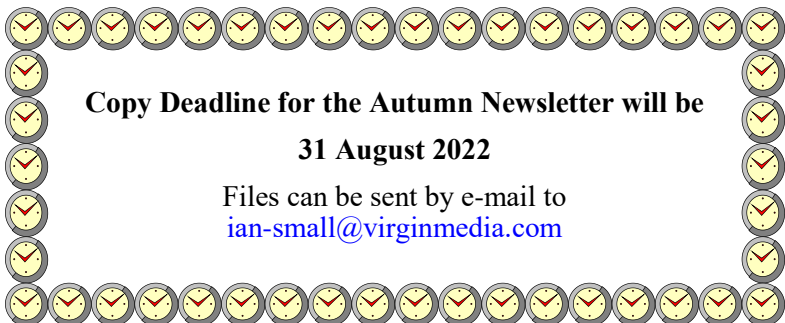 Copy Deadline for the Autumn Newsletter will be
31 August 2022
Files can be sent by e-mail to
ian-small@virginmedia.com